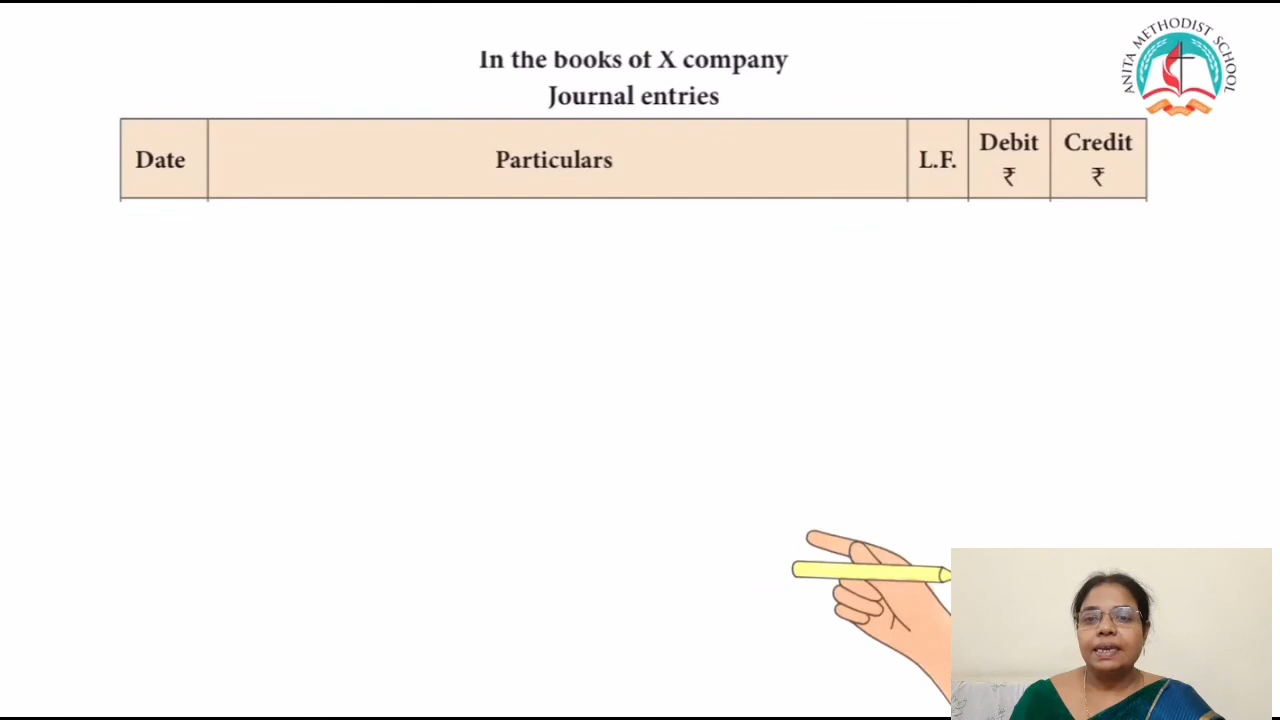 In the books of X company
Journal entries
ANITA METHODIST SCHOOL
Date Particulars L.F. Debit ₹ Credit ₹